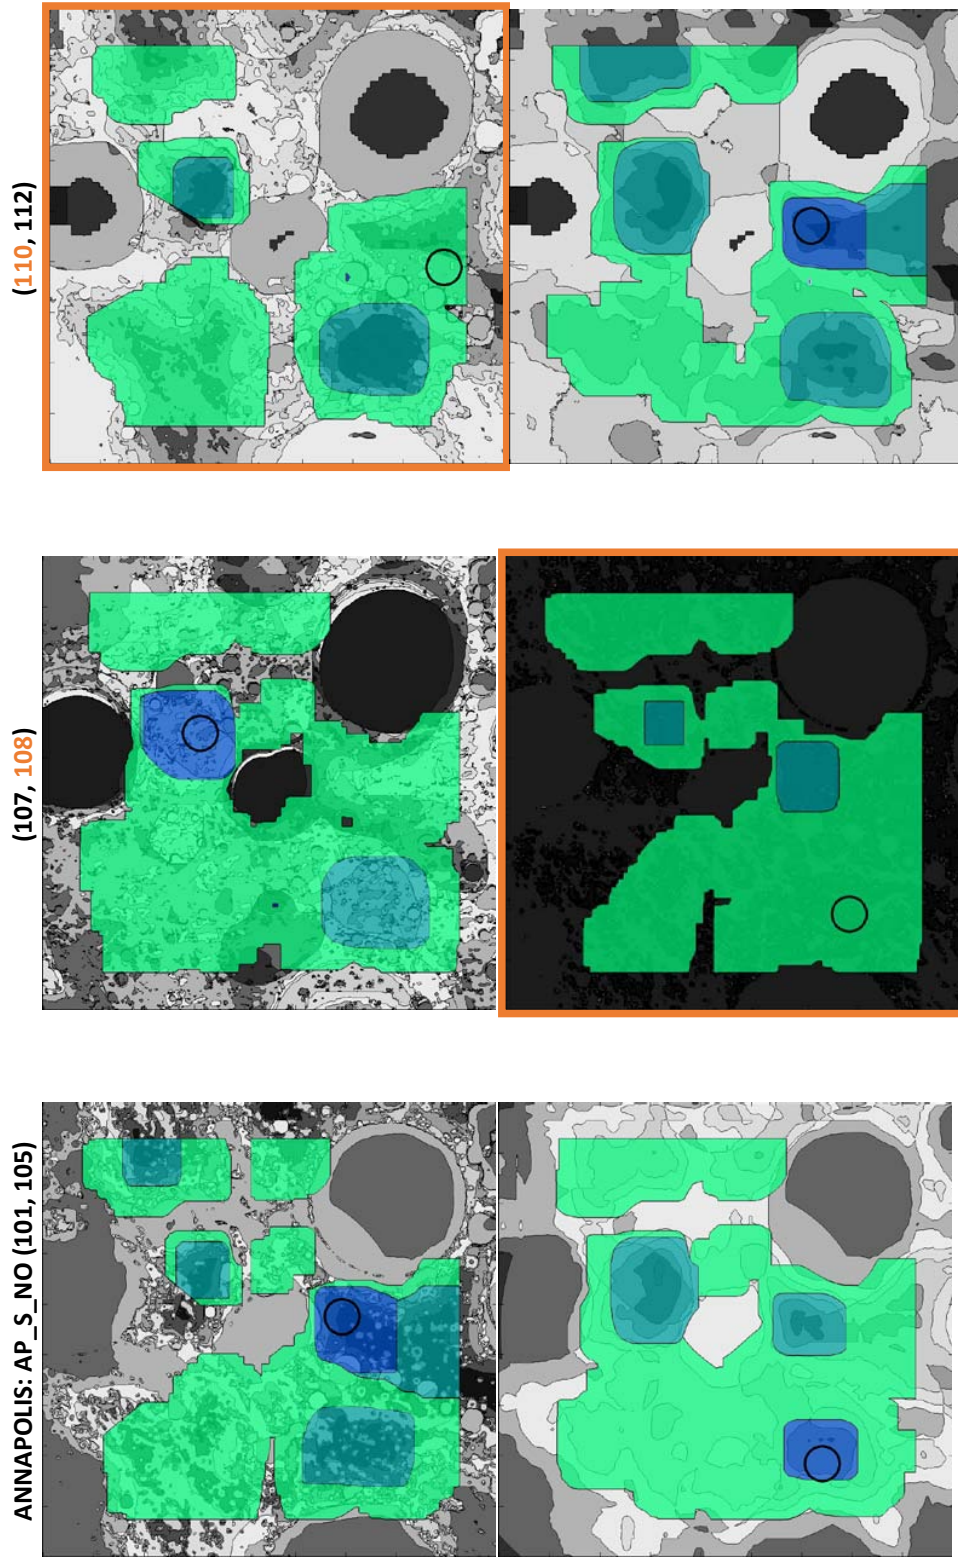 (110, 112)
(107, 108)
ANNAPOLIS: AP_S_NO (101, 105)